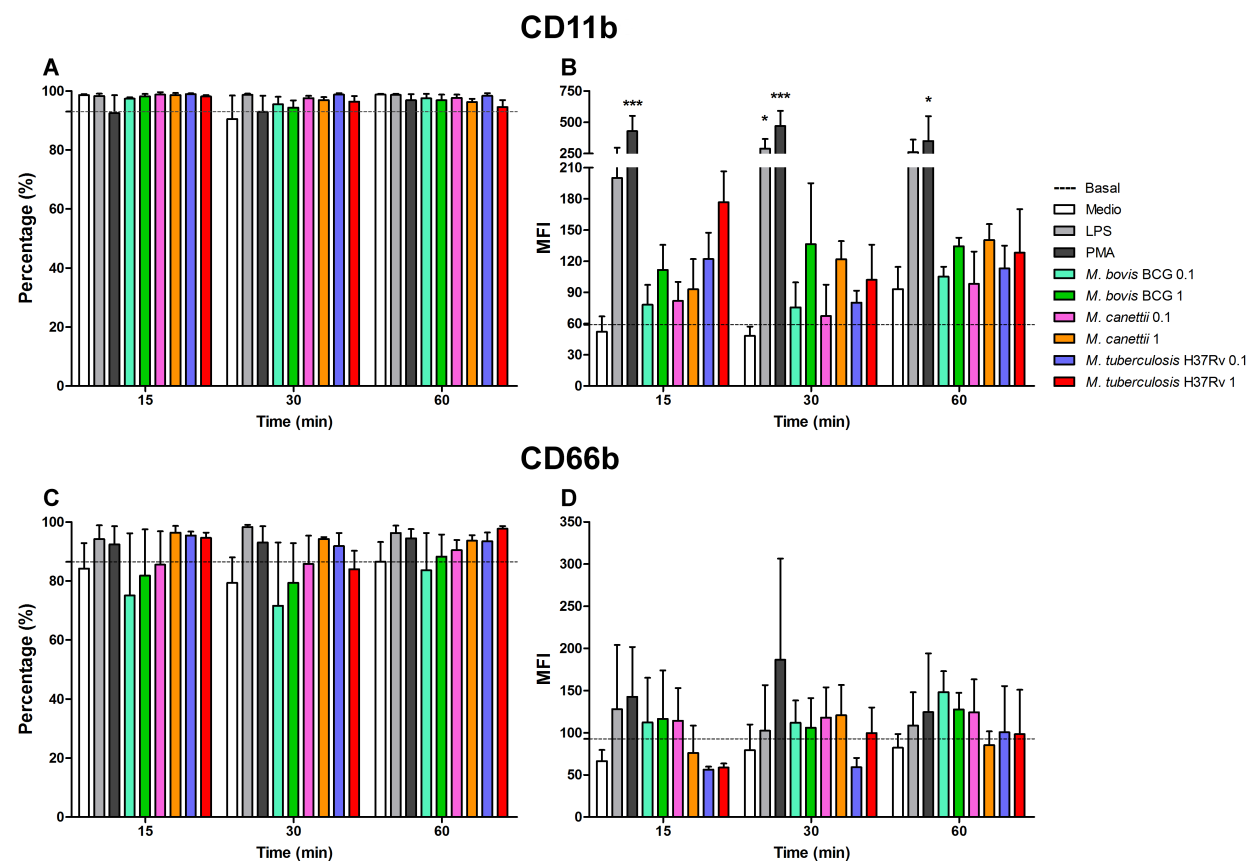 CD11b
A
B
Percentage (%)
100
80
60
40
20
0
15
30
60
Time (min)
MFI
***
*
***
*
750
500
250
210
180
150
120
90
60
30
0
15
30
60
Time (min)
Basal
Medio
LPS
PMA
M. bovis BCG 0.1
M. bovis BCG 1
M. canettii 0.1
M. canettii 1
M. tuberculosis H37Rv 0.1
M. tuberculosis H37Rv 1
CD66b
C
D
Percentage (%)
100
80
60
40
20
0
15
30
60
Time (min)
MFI
350
300
250
200
150
100
50
0
15
30
60
Time (min)